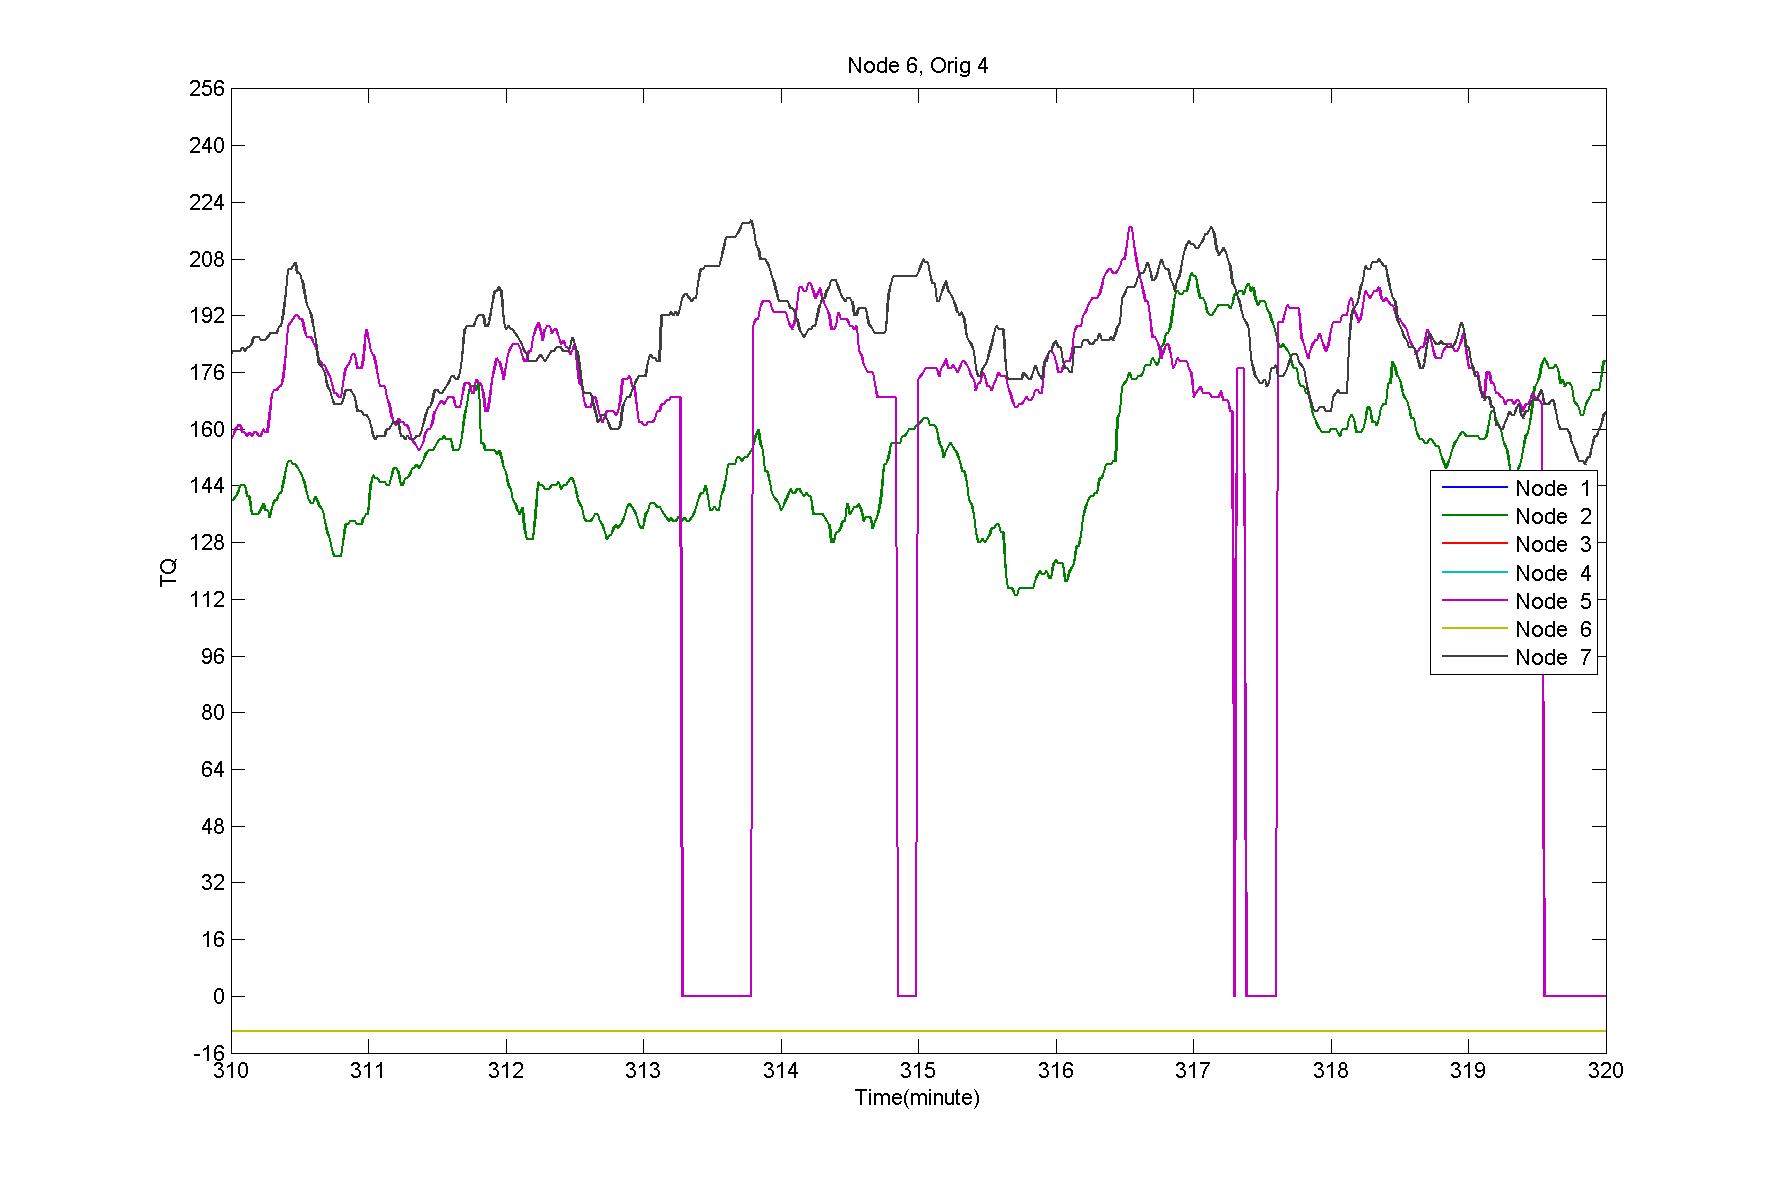 Node 6, Orig 4
256
240
224
208
192
176
160
144
128
112
96
80
64
48
32
16
0
-16
TQ
Node 1
Node 2
Node 3
Node 4
Node 5
Node 6
Node 7
310 311 312 313 314 315 316 317 318 319 320
Time(minute)